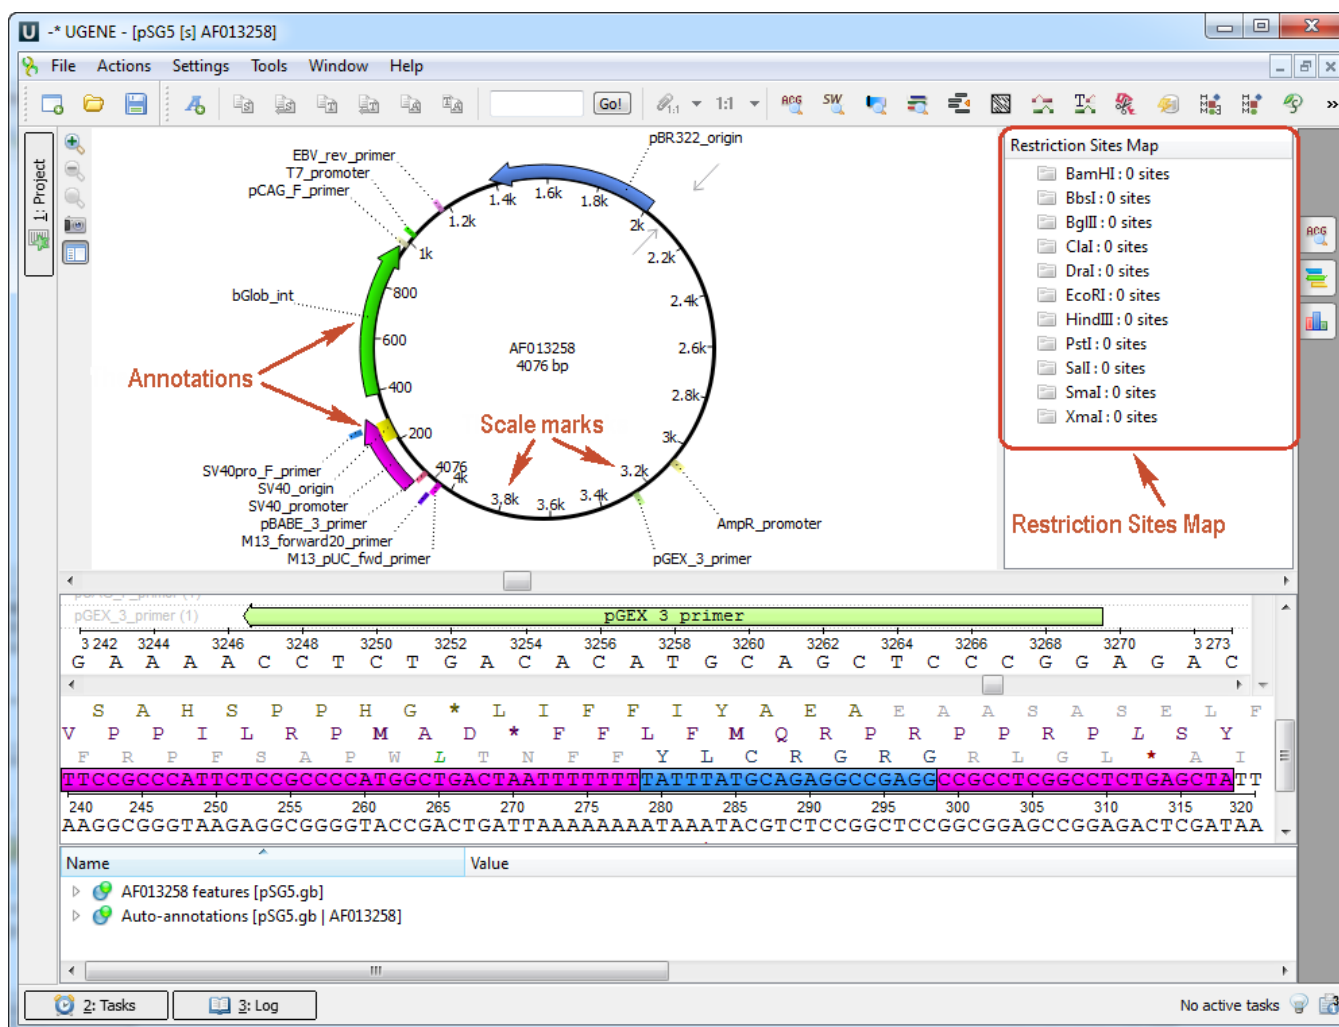 -* UGENE - [pSG5 [s] AF013258]
File Actions Settings Tools Window Help
Go! 1:1 ACG SW
1: Project
EBV_rev_primer
T7_promoter
pCAG_F_primer
pBR322_origin
bGlob_int
1k
1.2k
1.4k
1.6k
1.8k
2k
2.2k
2.4k
2.6k
2.8k
3k
3.2k
3.4k
3.6k
3.8k
4k
4076
200
400
600
800
AF013258
4076 bp
Annotations
Scale marks
SV40pro_F_primer
SV40_origin
SV40_promoter
pBABE_3_primer
M13_forward20_primer
M13_pUC_fwd_primer
AmpR_promoter
pGEX_3_primer
Restriction Sites Map
BamHI : 0 sites
BbsI : 0 sites
BglII : 0 sites
ClaI : 0 sites
DraI : 0 sites
EcoRI : 0 sites
HindIII : 0 sites
PstI : 0 sites
SalI : 0 sites
SmaI : 0 sites
XmaI : 0 sites
Restriction Sites Map
ACG
pGEX_3_primer (1)
pGEX 3 primer
3 242 3244 3246 3248 3250 3252 3254 3256 3258 3260 3262 3264 3266 3268 3270 3 273
G A A A A C C T C T G A C A C A T G C A G C T C C C G G A G A C
S A H S P P H G * L I F F I Y A E A E A A S A S E L F
V P P I L R P M A D * F F L F M Q R P R P P R P L S Y
F R P F S A P W L T N F F Y L C R G R G R L G L * A I
TTCCGCCCATTCTCCGCCCCATGGCTGACTAATTTTTTTTATTTATGCAGAGGCCGAGGCCGCCTCGGCCTCTGAGCTATT
240 245 250 255 260 265 270 275 280 285 290 295 300 305 310 315 320
AAGGCGGGTAAGAGGCGGGGTACCGACTGATTAAAAAAAATAAATACGTCTCCGGCTCCGGCGGAGCCGGAGACTCGATAA
Name Value
AF013258 features [pSG5.gb]
Auto-annotations [pSG5.gb | AF013258]
2: Tasks 3: Log No active tasks